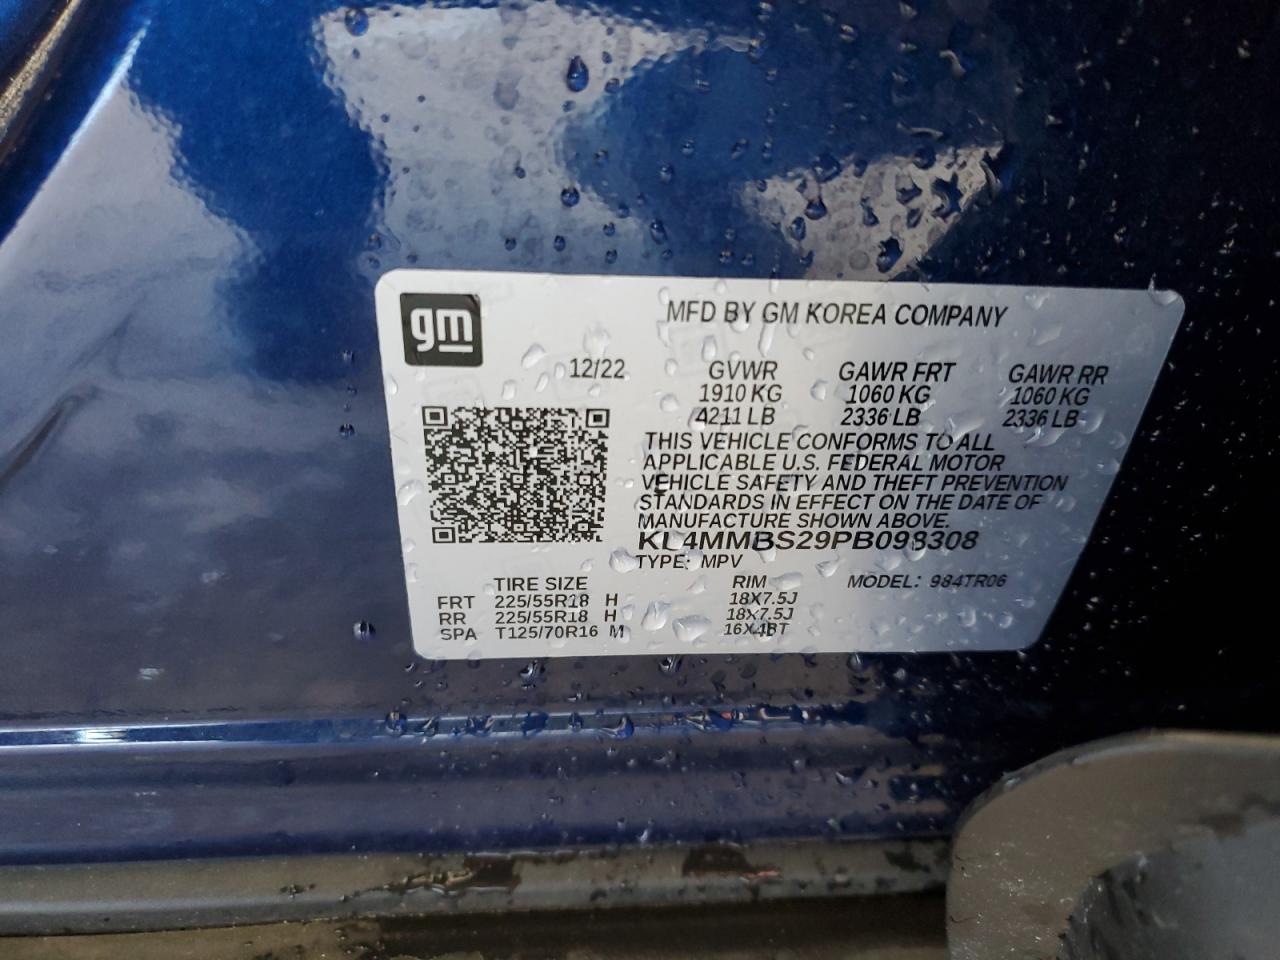 gm
MFD BY GM KOREA COMPANY
12/22 GVWR GAWR FRT GAWR RR
1910 KG 1060 KG 1060 KG
4211 LB 2336 LB 2336 LB
THIS VEHICLE CONFORMS TO ALL
APPLICABLE U.S. FEDERAL MOTOR
VEHICLE SAFETY AND THEFT PREVENTION
STANDARDS IN EFFECT ON THE DATE OF
MANUFACTURE SHOWN ABOVE.
KL4MMBS29PB098308
TYPE: MPV
TIRE SIZE RIM MODEL: 984TR06
FRT 225/55R18 H 18X7.5J
RR 225/55R18 H 18X7.5J
SPA T125/70R16 M 16X4BT